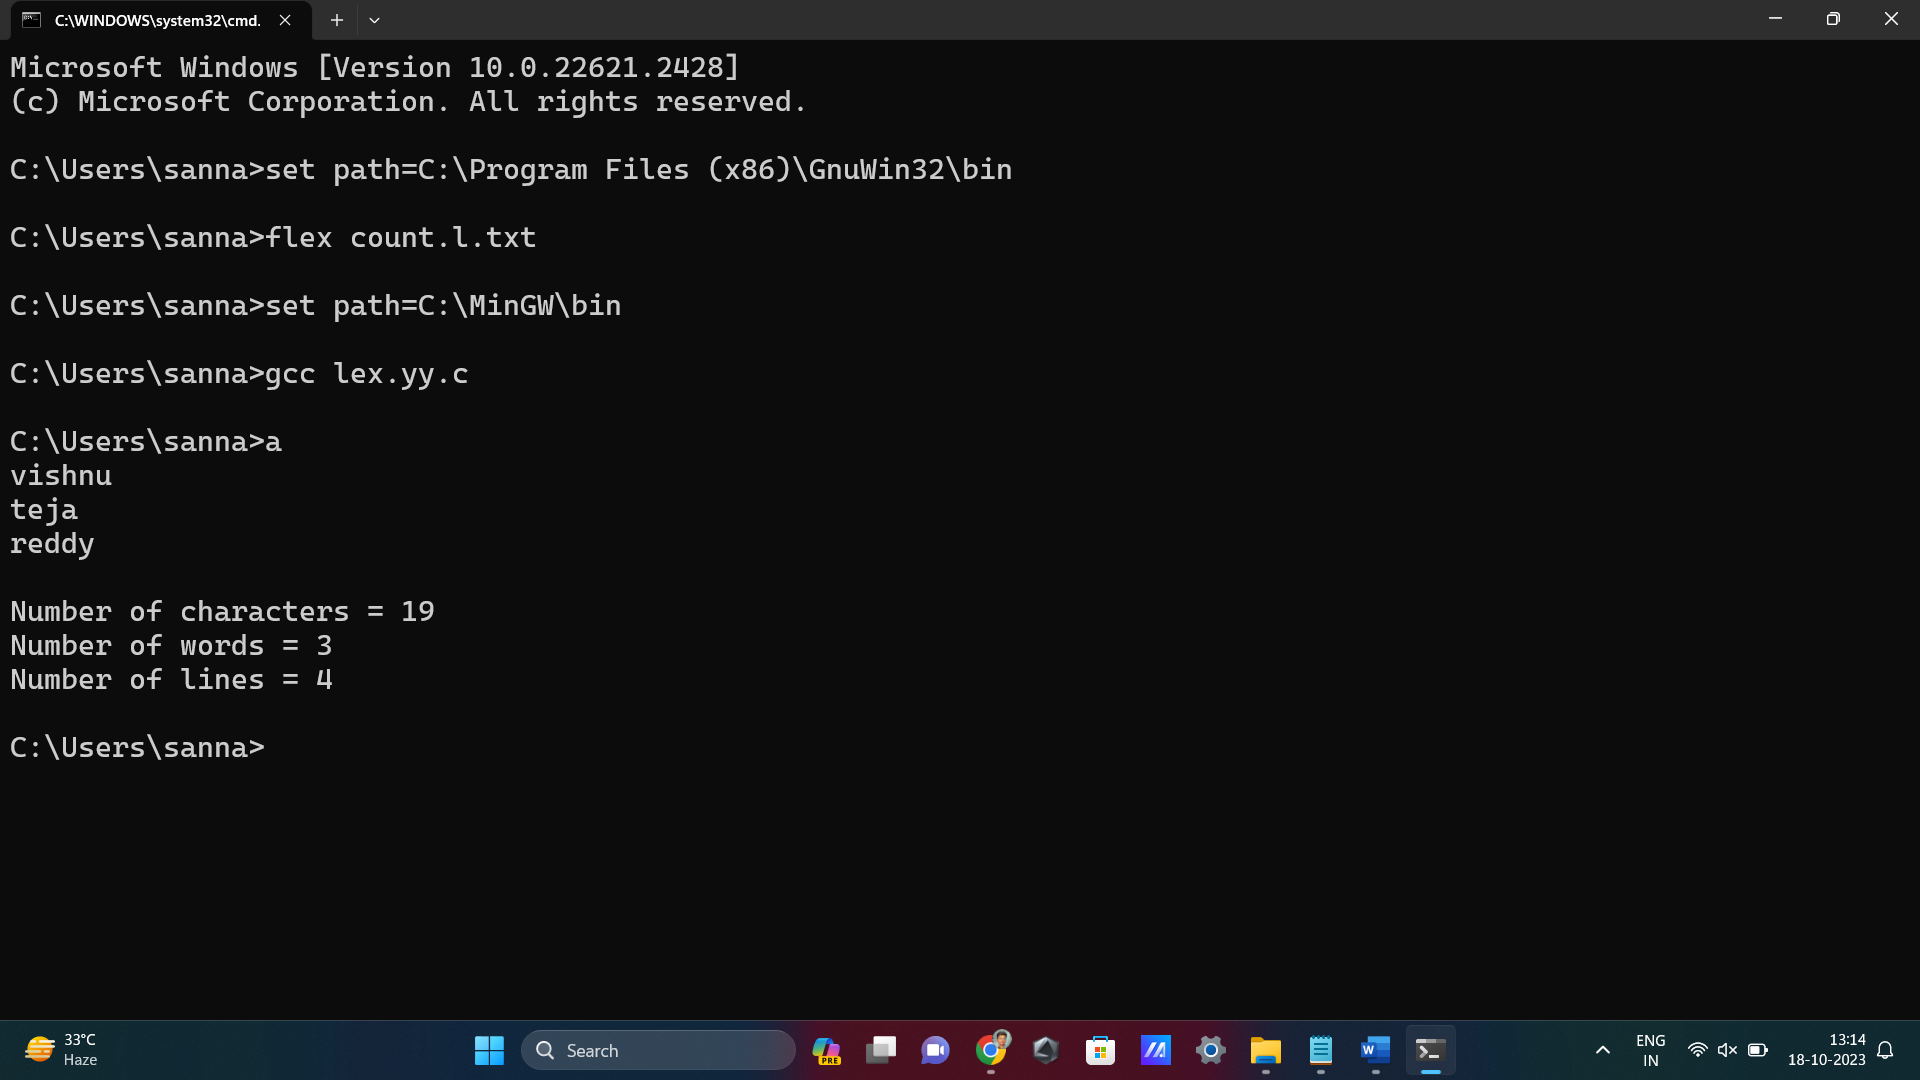 C:\WINDOWS\system32\cmd.
Microsoft Windows [Version 10.0.22621.2428]
(c) Microsoft Corporation. All rights reserved.
C:\Users\sanna>set path=C:\Program Files (x86)\GnuWin32\bin
C:\Users\sanna>flex count.l.txt
C:\Users\sanna>set path=C:\MinGW\bin
C:\Users\sanna>gcc lex.yy.c
C:\Users\sanna>a
vishnu
teja
reddy
Number of characters = 19
Number of words = 3
Number of lines = 4
C:\Users\sanna>
33°C
Haze
Search
PRE
W
ENG
IN
13:14
18-10-2023